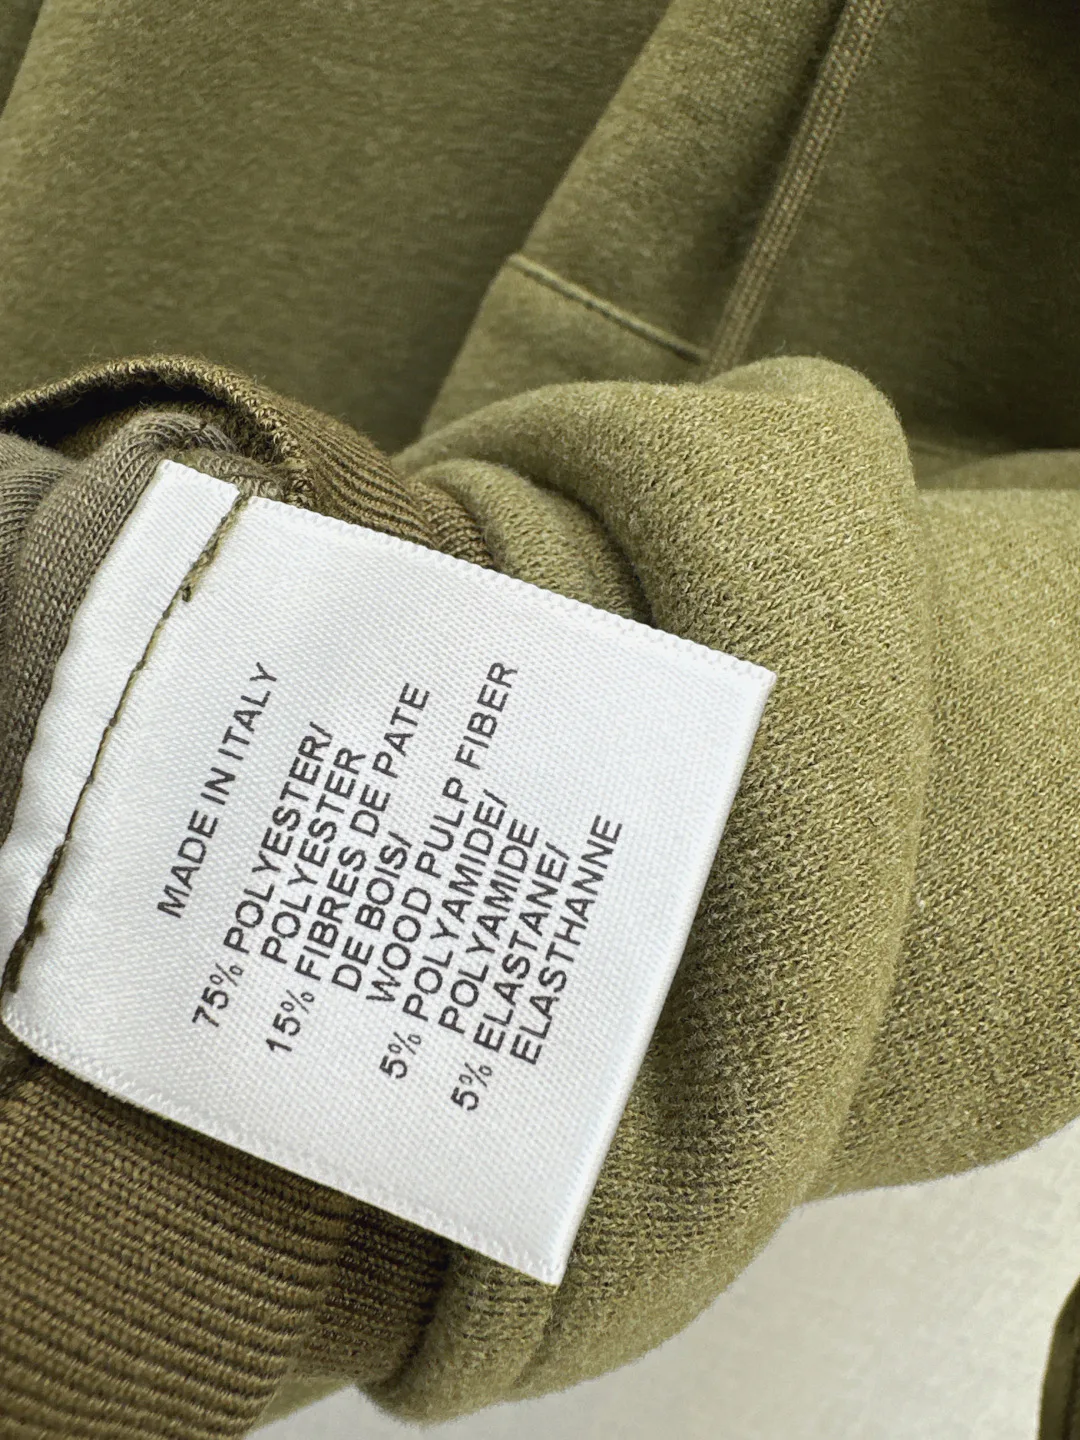 MADE IN ITALY
75% POLYESTER/
POLYESTER
15% FIBRES DE PATE
DE BOIS/
WOOD PULP FIBER
5% POLYAMIDE/
POLYAMIDE
5% ELASTANE/
ELASTHANNE